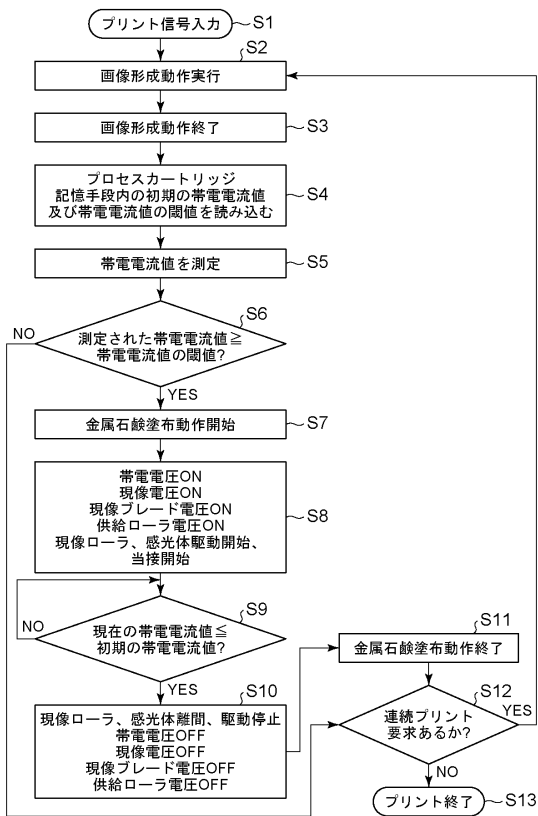 プリント信号入力 S1
S2
画像形成動作実行
画像形成動作終了 S3
プロセスカートリッジ
記憶手段内の初期の帯電電流値
及び帯電電流値の閾値を読み込む
S4
帯電電流値を測定 S5
S6
NO
測定された帯電電流値≧
帯電電流値の閾値?
YES
金属石鹸塗布動作開始 S7
帯電電圧ON
現像電圧ON
現像ブレード電圧ON
供給ローラ電圧ON
現像ローラ、感光体駆動開始、
当接開始
S8
S9
NO
現在の帯電電流値≦
初期の帯電電流値?
YES
S10
現像ローラ、感光体離間、駆動停止
帯電電圧OFF
現像電圧OFF
現像ブレード電圧OFF
供給ローラ電圧OFF
S11
金属石鹸塗布動作終了
S12
連続プリント
要求あるか?
YES
NO
プリント終了 S13